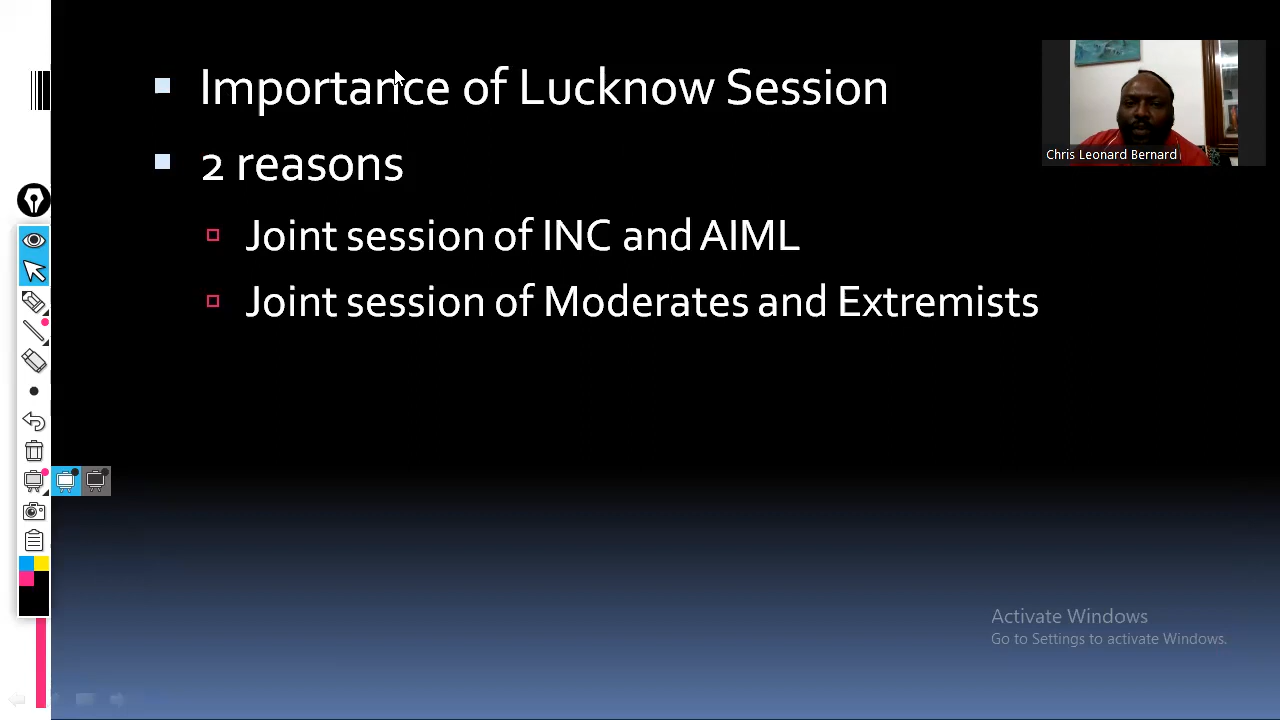 Importance of Lucknow Session
2 reasons
Joint session of INC and AIML
Joint session of Moderates and Extremists
Chris Leonard Bernard
Activate Windows
Go to Settings to activate Windows.